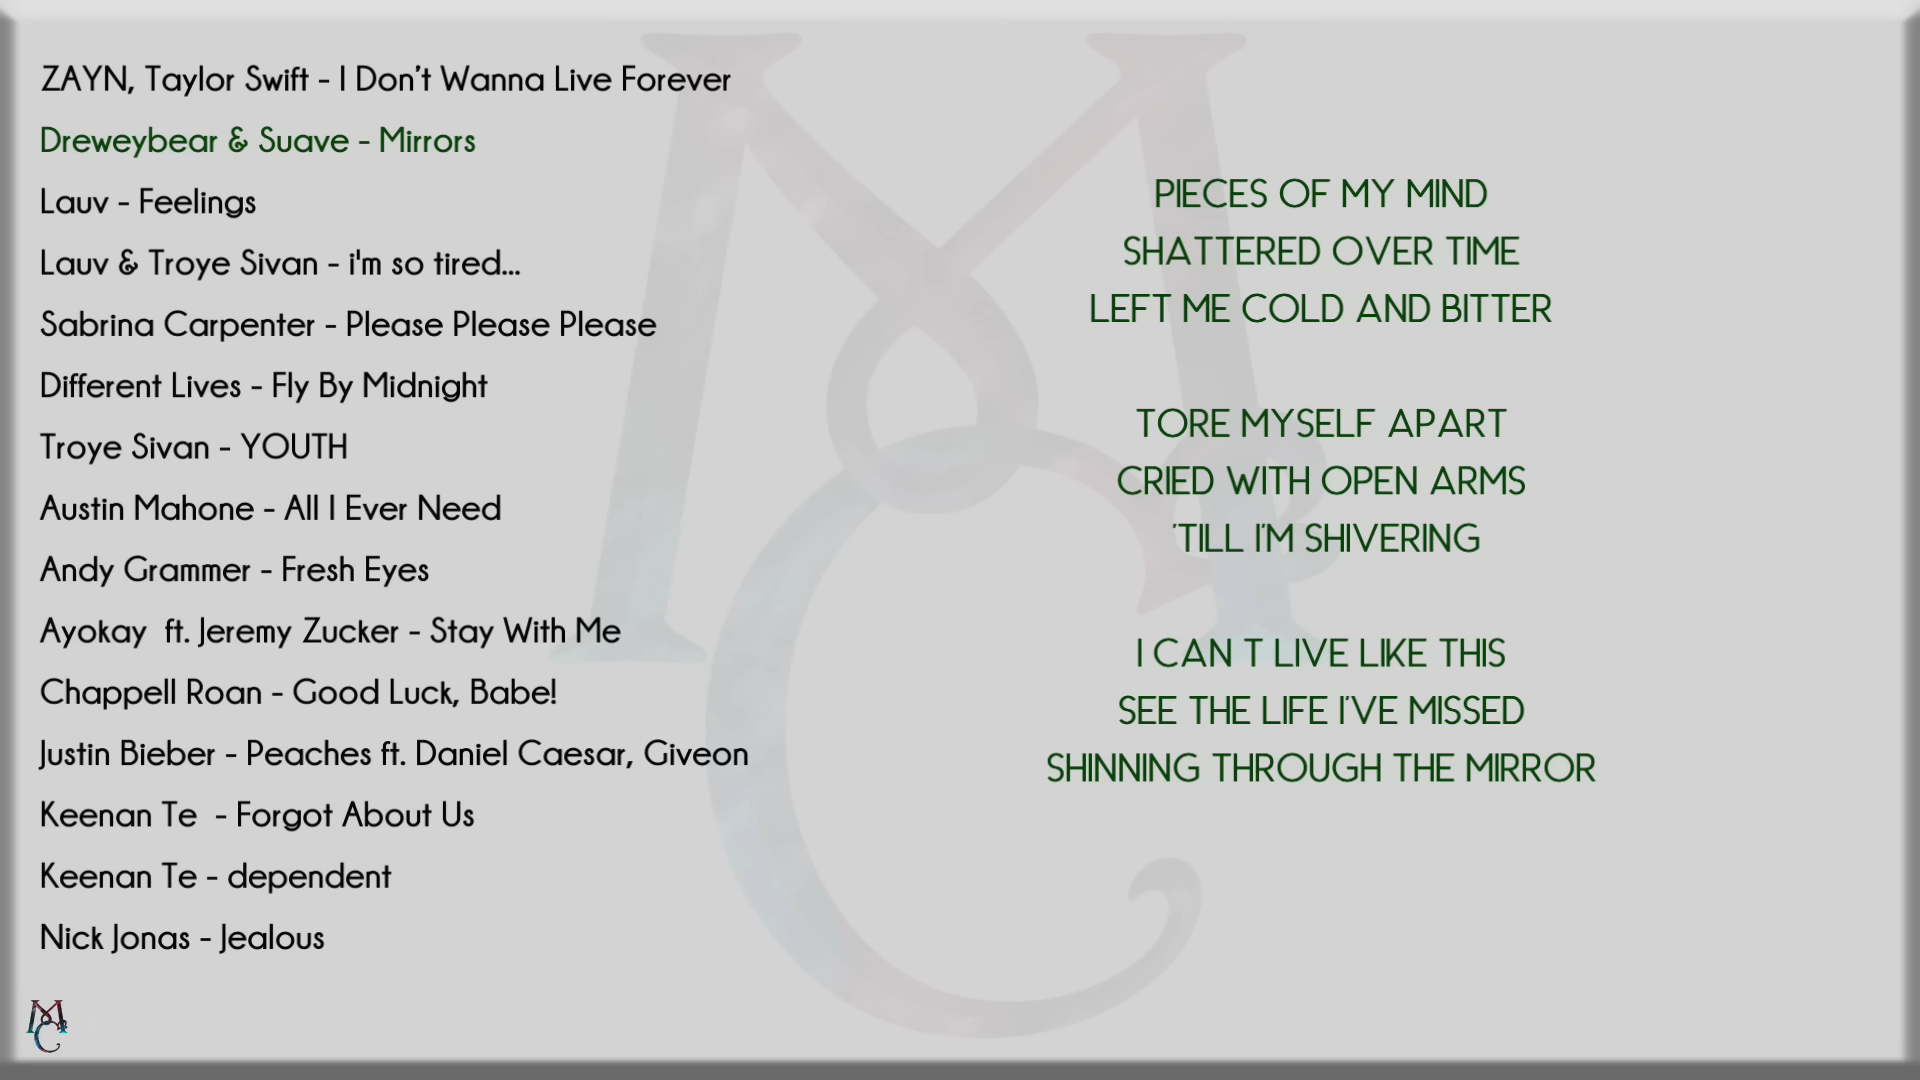 ZAYN, Taylor Swift - I Don't Wanna Live Forever
Dreweybear & Suave - Mirrors
Lauv - Feelings
Lauv & Troye Sivan - i'm so tired...
Sabrina Carpenter - Please Please Please
Different Lives - Fly By Midnight
Troye Sivan - YOUTH
Austin Mahone - All I Ever Need
Andy Grammer - Fresh Eyes
Ayokay  ft. Jeremy Zucker - Stay With Me
Chappell Roan - Good Luck, Babe!
Justin Bieber - Peaches ft. Daniel Caesar, Giveon
Keenan Te  - Forgot About Us
Keenan Te - dependent
Nick Jonas - Jealous
PIECES OF MY MIND
SHATTERED OVER TIME
LEFT ME COLD AND BITTER
TORE MYSELF APART
CRIED WITH OPEN ARMS
'TILL I'M SHIVERING
I CAN T LIVE LIKE THIS
SEE THE LIFE I'VE MISSED
SHINNING THROUGH THE MIRROR
MC